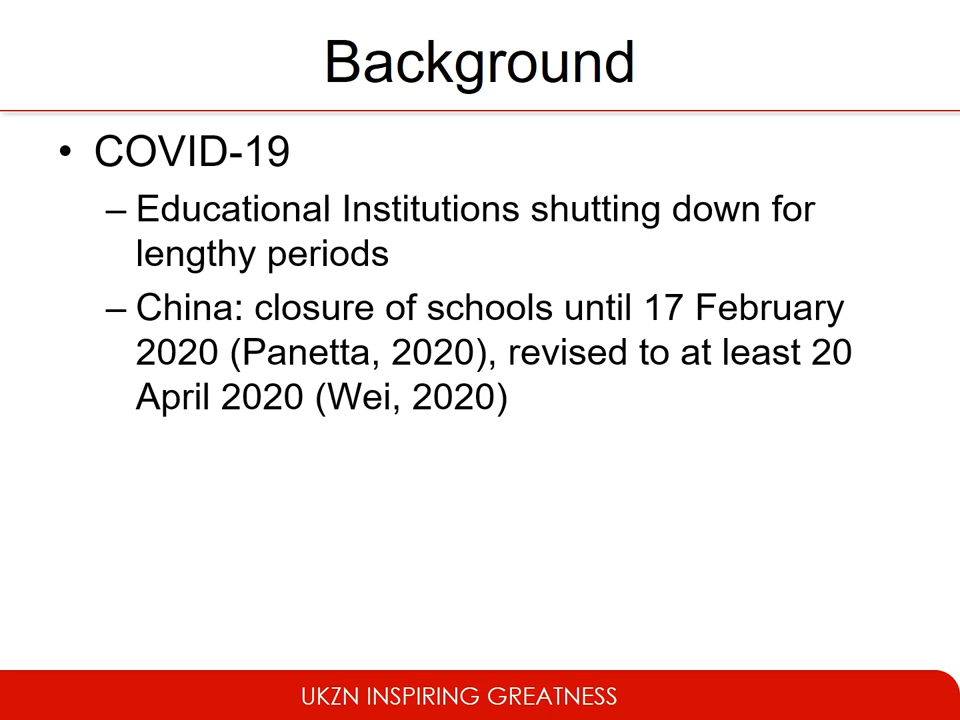 Background
• COVID-19
– Educational Institutions shutting down for
lengthy periods
– China: closure of schools until 17 February
2020 (Panetta, 2020), revised to at least 20
April 2020 (Wei, 2020)
UKZN INSPIRING GREATNESS